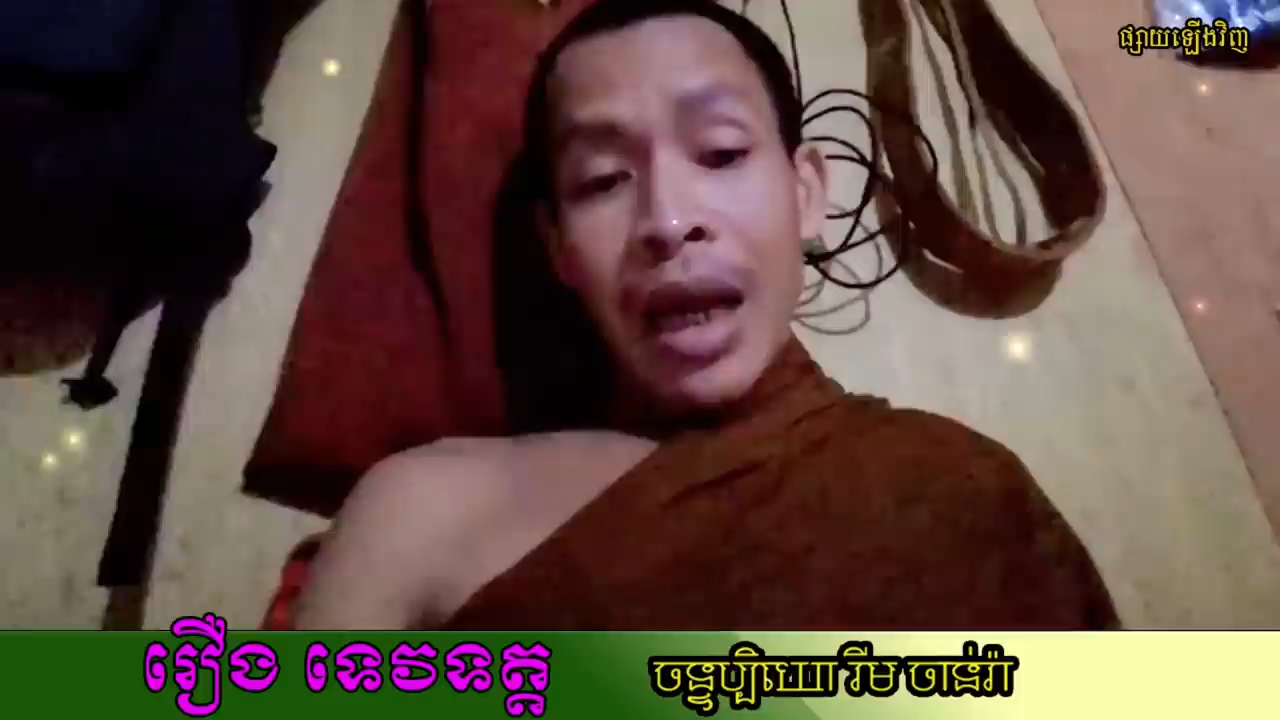 ផ្សាយឡើងវិញ
រឿង ទេវទត្ត
ចន្ទប្បិយោ រីម ចាន់រ៉ា